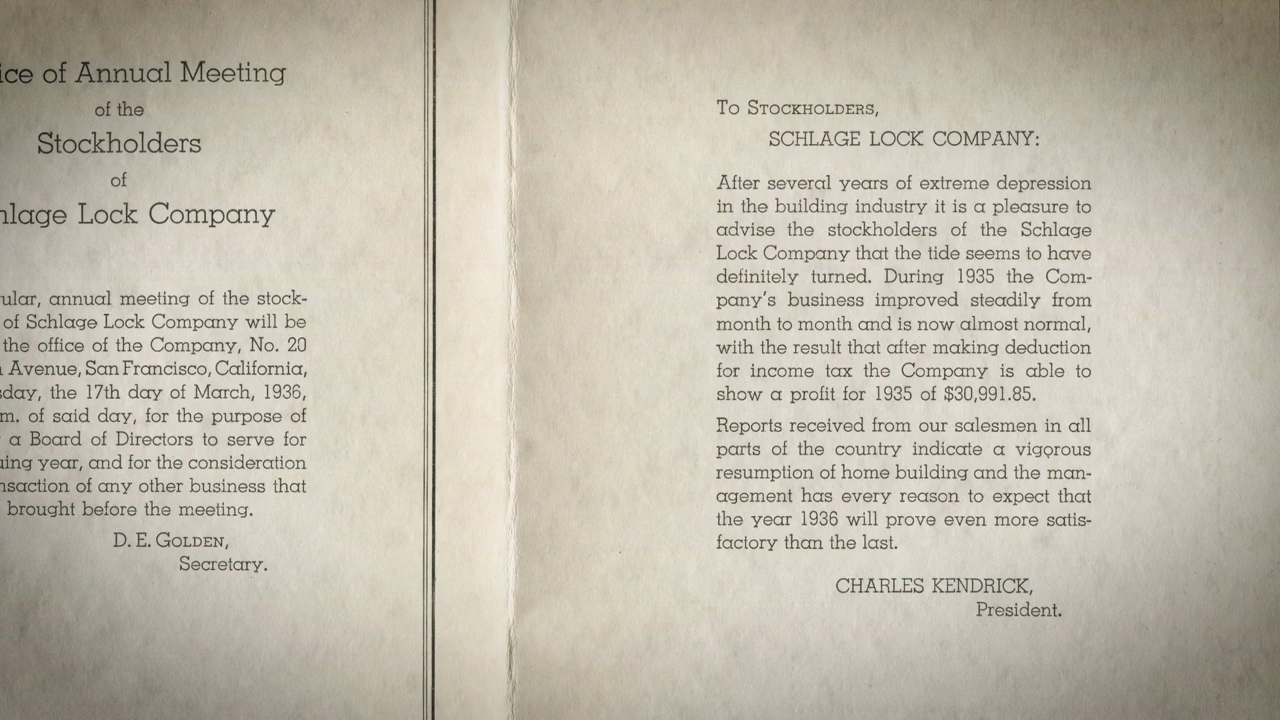 of Annual Meeting
of the
Stockholders
of
Lock Company
annual meeting of the stock-
of Schlage Lock Company will be
the office of the Company, No. 20
Avenue, San Francisco, California,
the 17th day of March, 1936,
m. of said day, for the purpose of
a Board of Directors to serve for
year, and for the consideration
of any other business that
brought before the meeting.
D. E. GOLDEN,
Secretary.
To STOCKHOLDERS,
SCHLAGE LOCK COMPANY:
After several years of extreme depression
in the building industry it is a pleasure to
advise the stockholders of the Schlage
Lock Company that the tide seems to have
definitely turned. During 1935 the Com-
pany's business improved steadily from
month to month and is now almost normal,
with the result that after making deduction
for income tax the Company is able to
show a profit for 1935 of $30,991.85.
Reports received from our salesmen in all
parts of the country indicate a vigorous
resumption of home building and the man-
agement has every reason to expect that
the year 1936 will prove even more satis-
factory than the last.
CHARLES KENDRICK,
President.